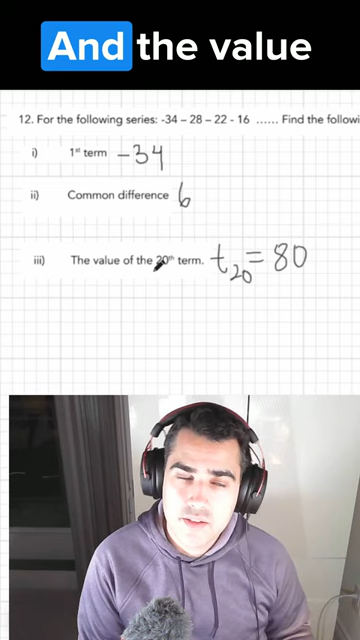 And the value
12. For the following series: -34 – 28 – 22 - 16 ...... Find the followi
i) 1st term -34
ii) Common difference 6
iii) The value of the 20th term. t20 = 80